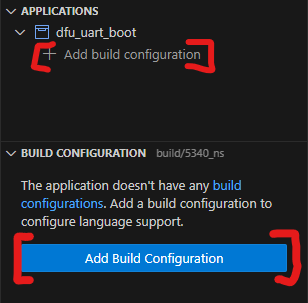 APPLICATIONS
dfu_uart_boot
Add build configuration
BUILD CONFIGURATION build/5340_ns
The application doesn't have any build
configurations. Add a build configuration to
configure language support.
Add Build Configuration